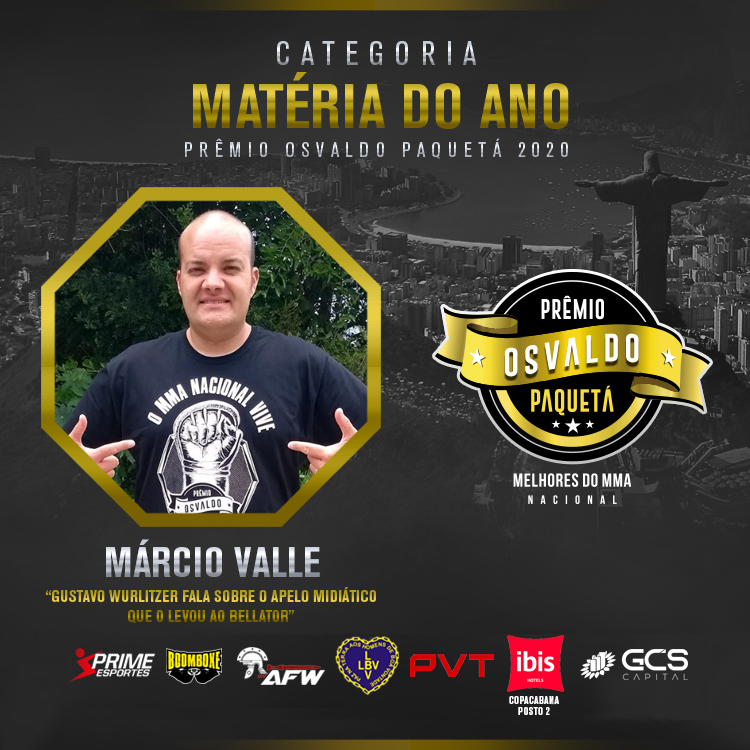 CATEGORIA
MATÉRIA DO ANO
PRÊMIO OSVALDO PAQUETÁ 2020
O MMA NACIONAL VIVE
PRÊMIO
OSVALDO
PRÊMIO
OSVALDO
PAQUETÁ
MELHORES DO MMA
NACIONAL
MÁRCIO VALLE
“GUSTAVO WURLITZER FALA SOBRE O APELO MIDIÁTICO
QUE O LEVOU AO BELLATOR”
PRIME
ESPORTES
BOOMBOXE
AFW
LBV
PVT
ibis
HOTELS
COPACABANA
POSTO 2
GCS
CAPITAL